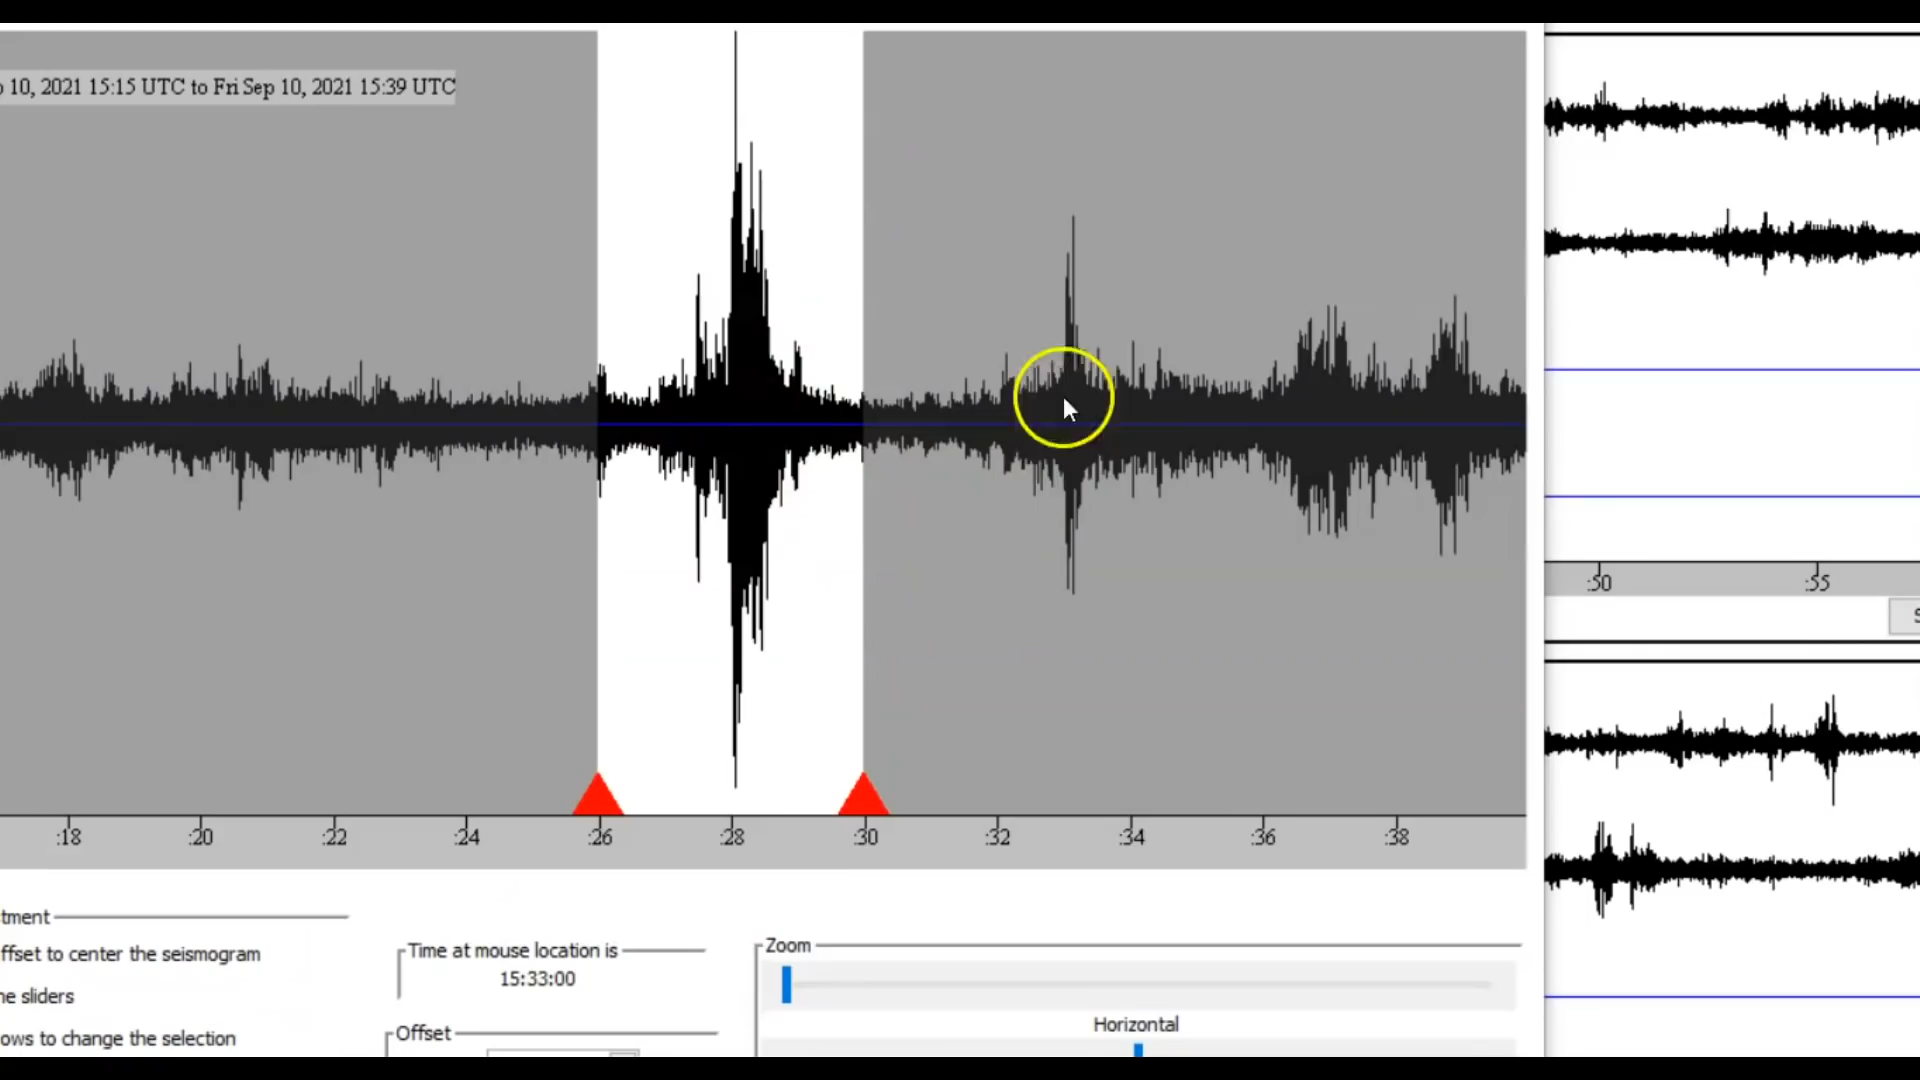 10, 2021 15:15 UTC to Fri Sep 10, 2021 15:39 UTC
:18 :20 :22 :24 :26 :28 :30 :32 :34 :36 :38
:50 :55
S
tment
ffset to center the seismogram
ne sliders
ows to change the selection
Time at mouse location is
15:33:00
Offset
Zoom
Horizontal